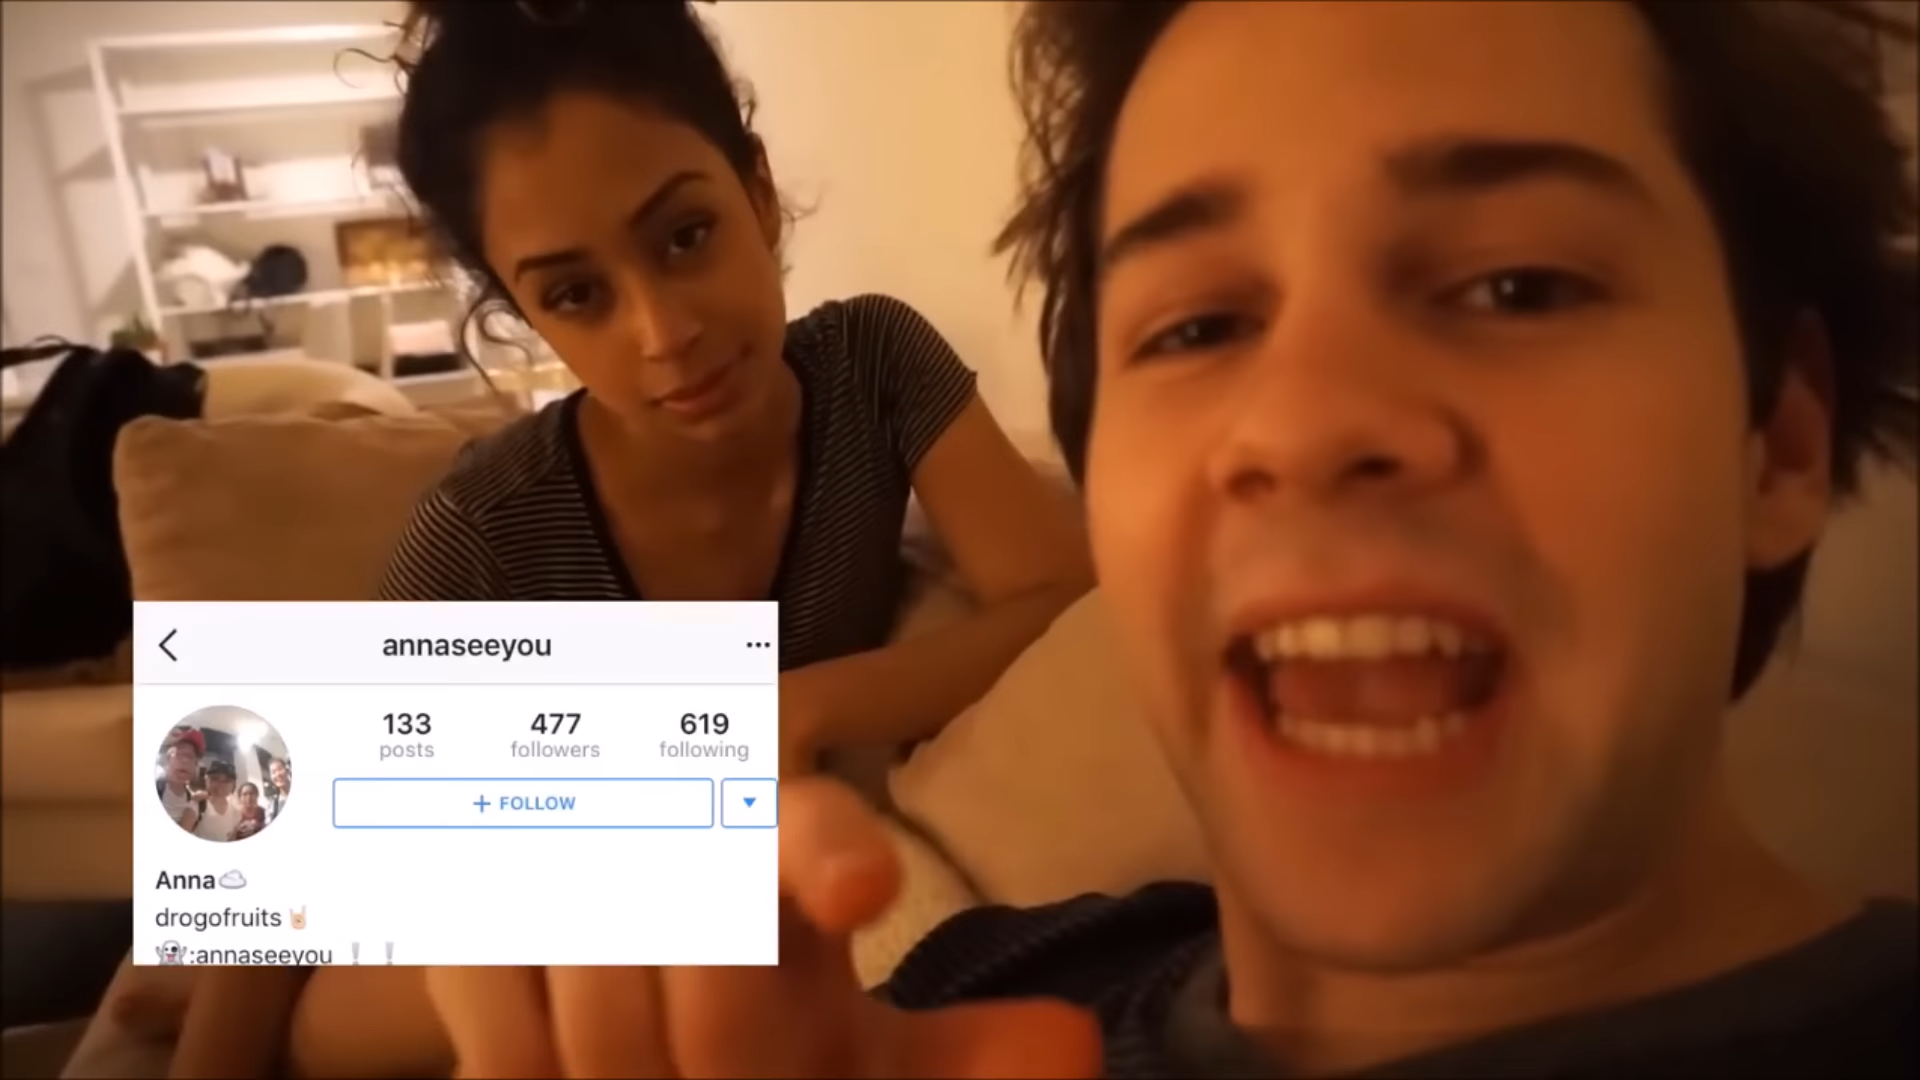 annaseeyou
133 477 619
posts followers following
+ FOLLOW
Anna☁️
drogofruits🤘🏼
👻:annaseeyou❕❕